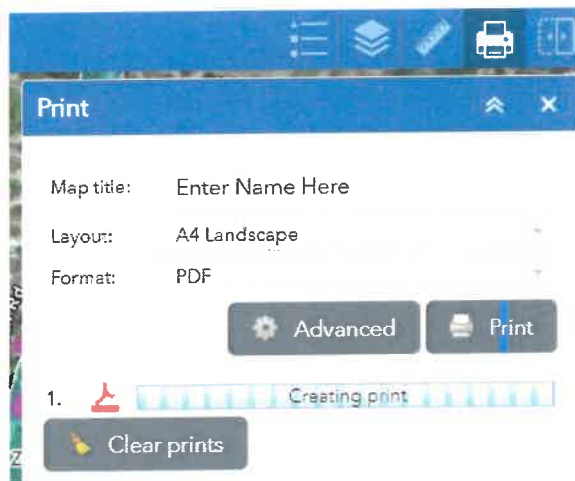 Print
Map title: Enter Name Here
Layout: A4 Landscape
Format: PDF
Advanced Print
1. Creating print
Clear prints
Z